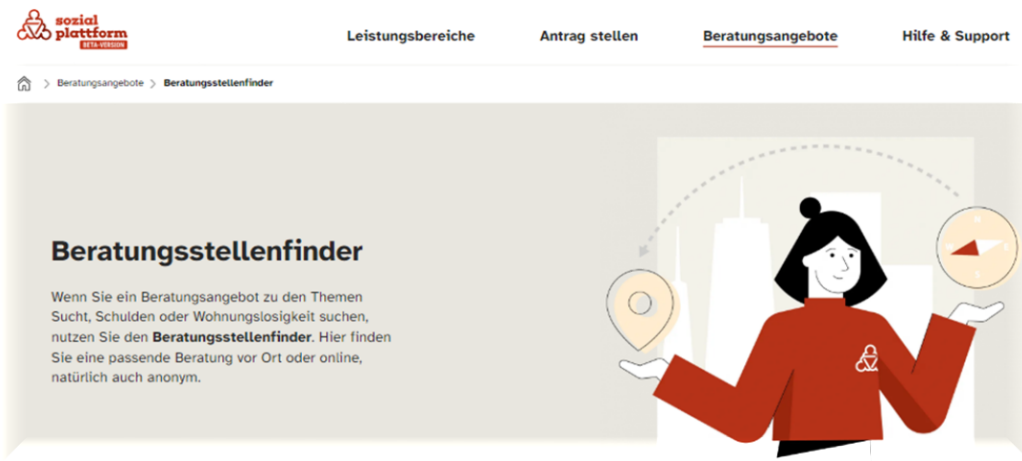 sozial
plattform
BETA-VERSION
Leistungsbereiche Antrag stellen Beratungsangebote Hilfe & Support
Beratungsangebote Beratungsstellenfinder
Beratungsstellenfinder
Wenn Sie ein Beratungsangebot zu den Themen
Sucht, Schulden oder Wohnungslosigkeit suchen,
nutzen Sie den Beratungsstellenfinder. Hier finden
Sie eine passende Beratung vor Ort oder online,
natürlich auch anonym.
N
S